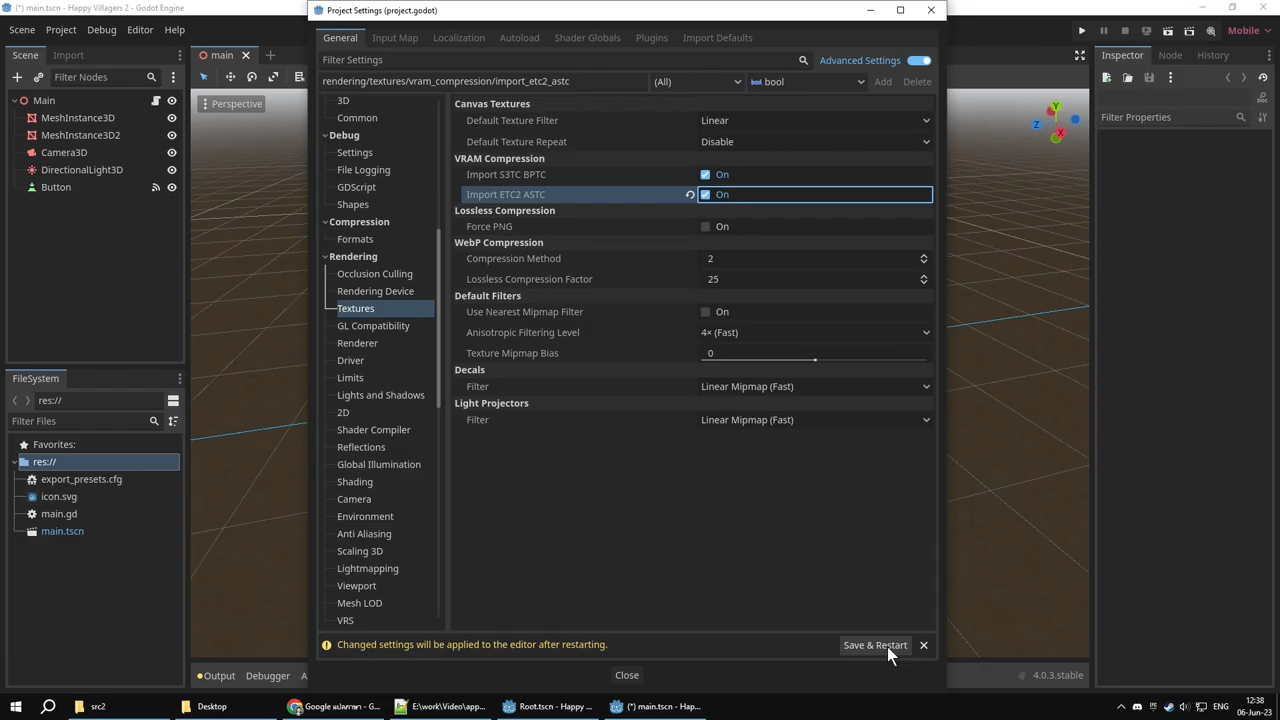 (*) main.tscn - Happy Villagers 2 - Godot Engine
Project Settings (project.godot)
Scene Project Debug Editor Help
Mobile
General Input Map Localization Autoload Shader Globals Plugins Import Defaults
Scene Import
main
Inspector Node History
Filter Settings
Advanced Settings
Filter Nodes
rendering/textures/vram_compression/import_etc2_astc
(All)
bool
Add Delete
Perspective
Y
Z
X
Filter Properties
Main
MeshInstance3D
MeshInstance3D2
Camera3D
DirectionalLight3D
Button
3D
Common
Debug
Settings
File Logging
GDScript
Shapes
Compression
Formats
Rendering
Occlusion Culling
Rendering Device
Textures
GL Compatibility
Renderer
Driver
Limits
Lights and Shadows
2D
Shader Compiler
Reflections
Global Illumination
Shading
Camera
Environment
Anti Aliasing
Scaling 3D
Lightmapping
Viewport
Mesh LOD
VRS
Canvas Textures
Default Texture Filter Linear
Default Texture Repeat Disable
VRAM Compression
Import S3TC BPTC On
Import ETC2 ASTC On
Lossless Compression
Force PNG On
WebP Compression
Compression Method 2
Lossless Compression Factor 25
Default Filters
Use Nearest Mipmap Filter On
Anisotropic Filtering Level 4× (Fast)
Texture Mipmap Bias 0
Decals
Filter Linear Mipmap (Fast)
Light Projectors
Filter Linear Mipmap (Fast)
FileSystem
res://
Filter Files
Favorites:
res://
export_presets.cfg
icon.svg
main.gd
main.tscn
Changed settings will be applied to the editor after restarting.
Save & Restart
Close
Output Debugger A
4.0.3.stable
src2
Desktop
Google แปลภาษา - G...
E:\work\Video\app...
Root.tscn - Happy ...
(*) main.tscn - Hap...
ENG
12:38
06-Jun-23